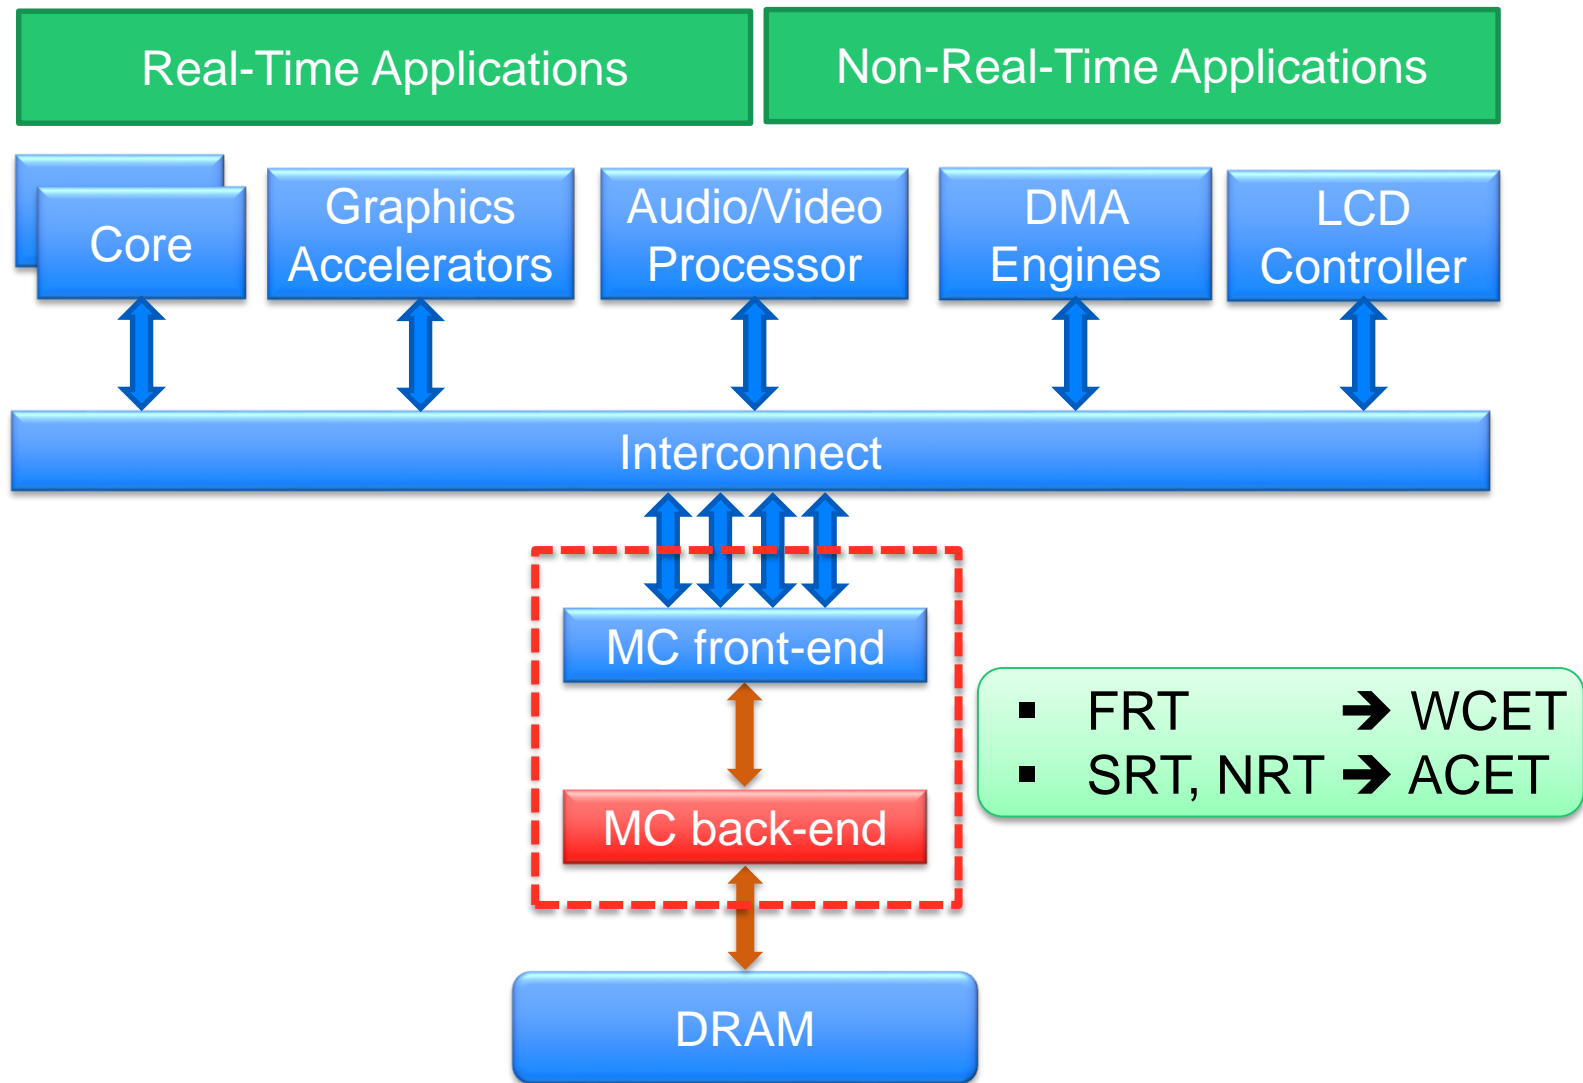 Real-Time Applications
Non-Real-Time Applications
Core
Graphics
Accelerators
Audio/Video
Processor
DMA
Engines
LCD
Controller
Interconnect
MC front-end
▪ FRT ➔ WCET
▪ SRT, NRT ➔ ACET
MC back-end
DRAM